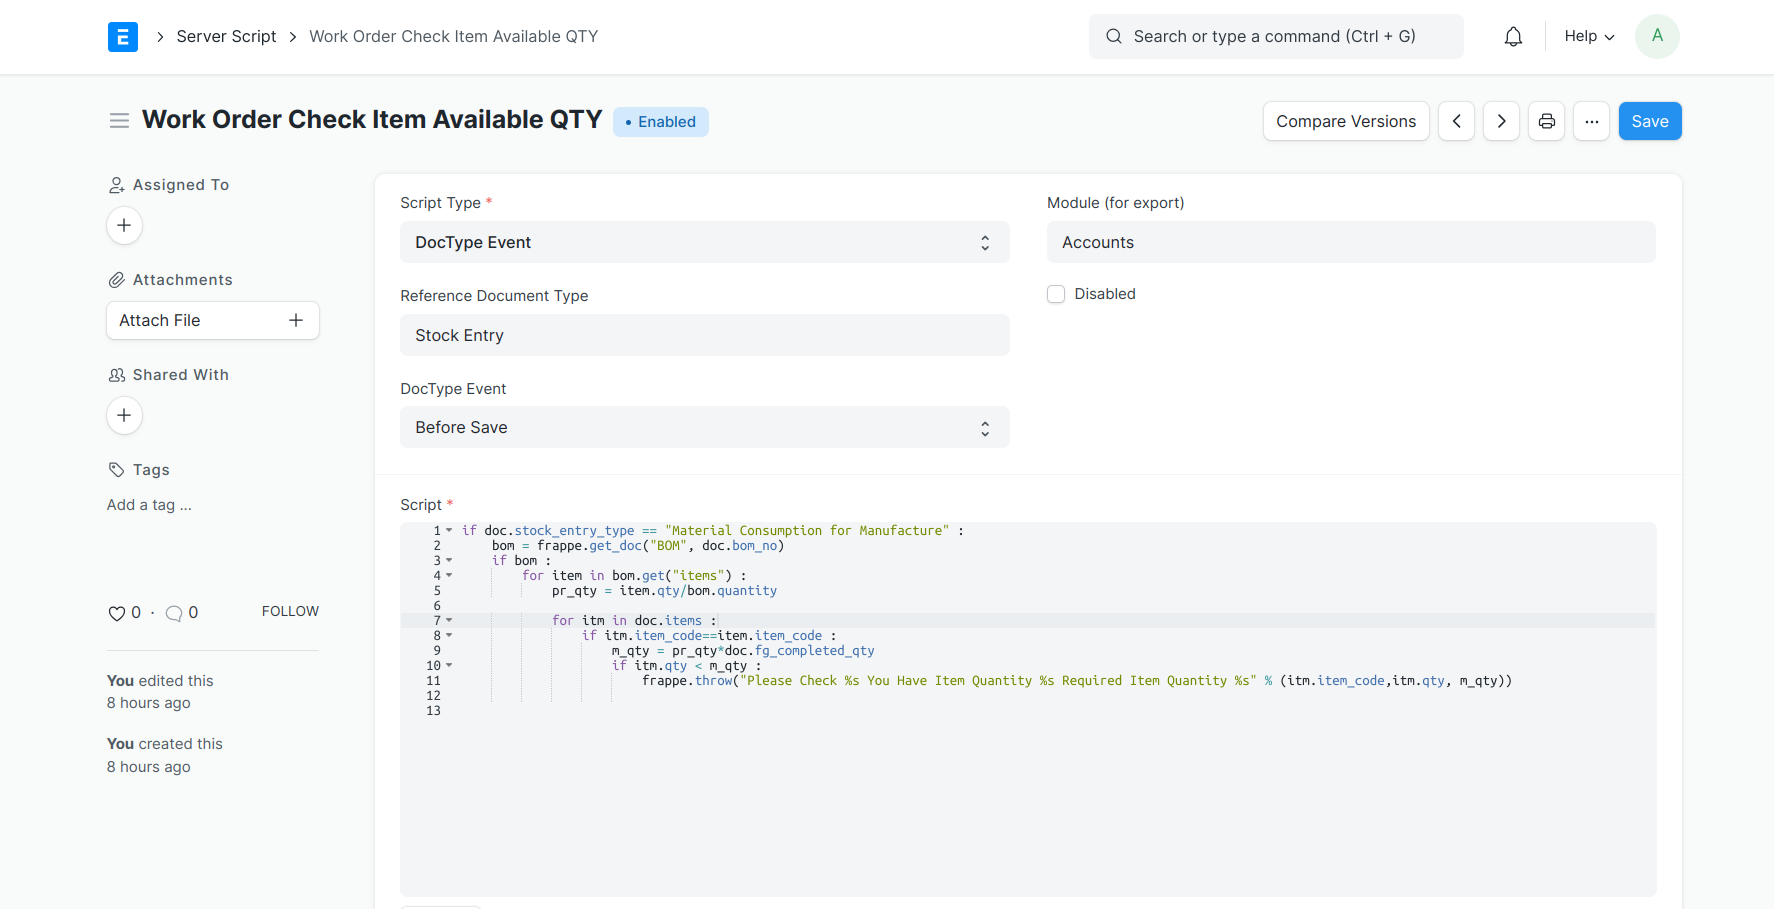 E
Server Script
Work Order Check Item Available QTY
Search or type a command (Ctrl + G)
Help
A
Work Order Check Item Available QTY
• Enabled
Compare Versions
...
Save
Assigned To
Attachments
Attach File
Shared With
Tags
Add a tag ...
0 · 0
FOLLOW
You edited this
8 hours ago
You created this
8 hours ago
Script Type *
DocType Event
Module (for export)
Accounts
Reference Document Type
Stock Entry
Disabled
DocType Event
Before Save
Script *
1 if doc.stock_entry_type == "Material Consumption for Manufacture" :
2     bom = frappe.get_doc("BOM", doc.bom_no)
3     if bom :
4         for item in bom.get("items") :
5             pr_qty = item.qty/bom.quantity
6
7             for itm in doc.items :
8                 if itm.item_code==item.item_code :
9                     m_qty = pr_qty*doc.fg_completed_qty
10                     if itm.qty < m_qty :
11                         frappe.throw("Please Check %s You Have Item Quantity %s Required Item Quantity %s" % (itm.item_code,itm.qty, m_qty))
12
13